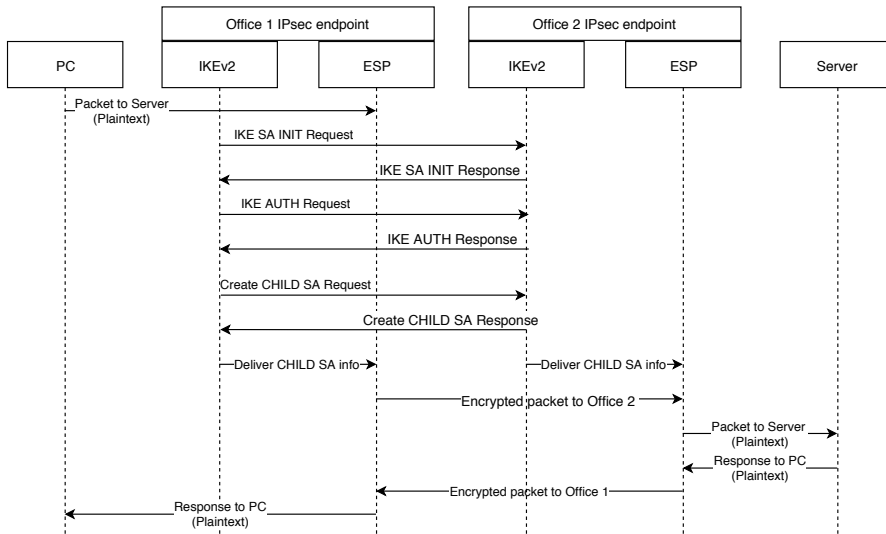 Office 1 IPsec endpoint
Office 2 IPsec endpoint
PC
IKEv2
ESP
IKEv2
ESP
Server
Packet to Server
(Plaintext)
IKE SA INIT Request
IKE SA INIT Response
IKE AUTH Request
IKE AUTH Response
Create CHILD SA Request
Create CHILD SA Response
Deliver CHILD SA info
Deliver CHILD SA info
Encrypted packet to Office 2
Packet to Server
(Plaintext)
Response to PC
(Plaintext)
Encrypted packet to Office 1
Response to PC
(Plaintext)